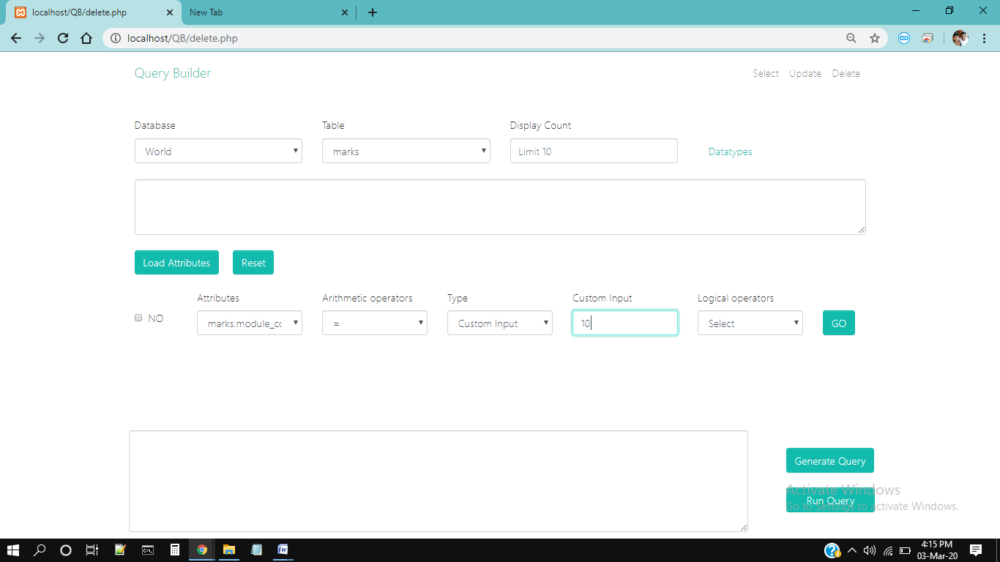 localhost/QB/delete.php
New Tab
localhost/QB/delete.php
Query Builder
Select Update Delete
Database Table Display Count
World marks Limit 10 Datatypes
Load Attributes Reset
Attributes Arithmetic operators Type Custom Input Logical operators
NO marks.module_cc = Custom Input 10 Select GO
Generate Query
Activate Windows
Run Query
Go to Settings to activate Windows.
4:15 PM
03-Mar-20